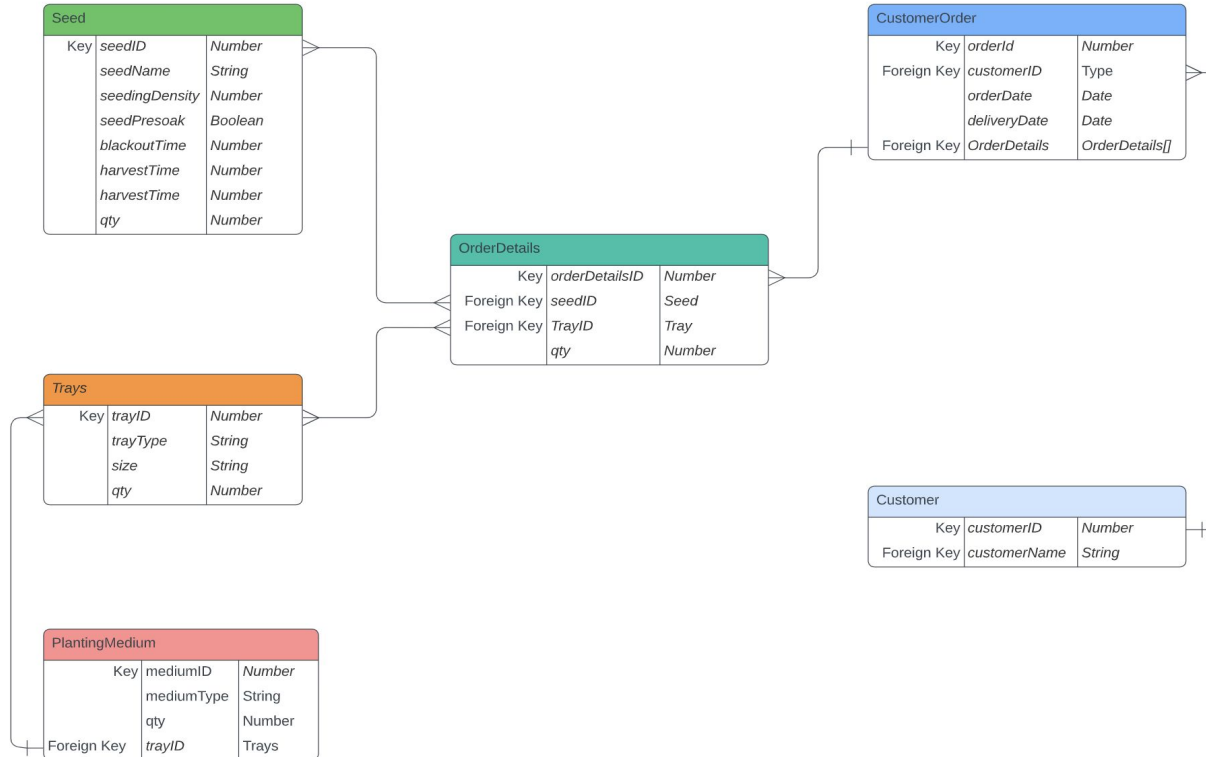 Seed
Key seedID Number
seedName String
seedingDensity Number
seedPresoak Boolean
blackoutTime Number
harvestTime Number
harvestTime Number
qty Number
CustomerOrder
Key orderId Number
Foreign Key customerID Type
orderDate Date
deliveryDate Date
Foreign Key OrderDetails OrderDetails[]
OrderDetails
Key orderDetailsID Number
Foreign Key seedID Seed
Foreign Key TrayID Tray
qty Number
Trays
Key trayID Number
trayType String
size String
qty Number
Customer
Key customerID Number
Foreign Key customerName String
PlantingMedium
Key mediumID Number
mediumType String
qty Number
Foreign Key trayID Trays